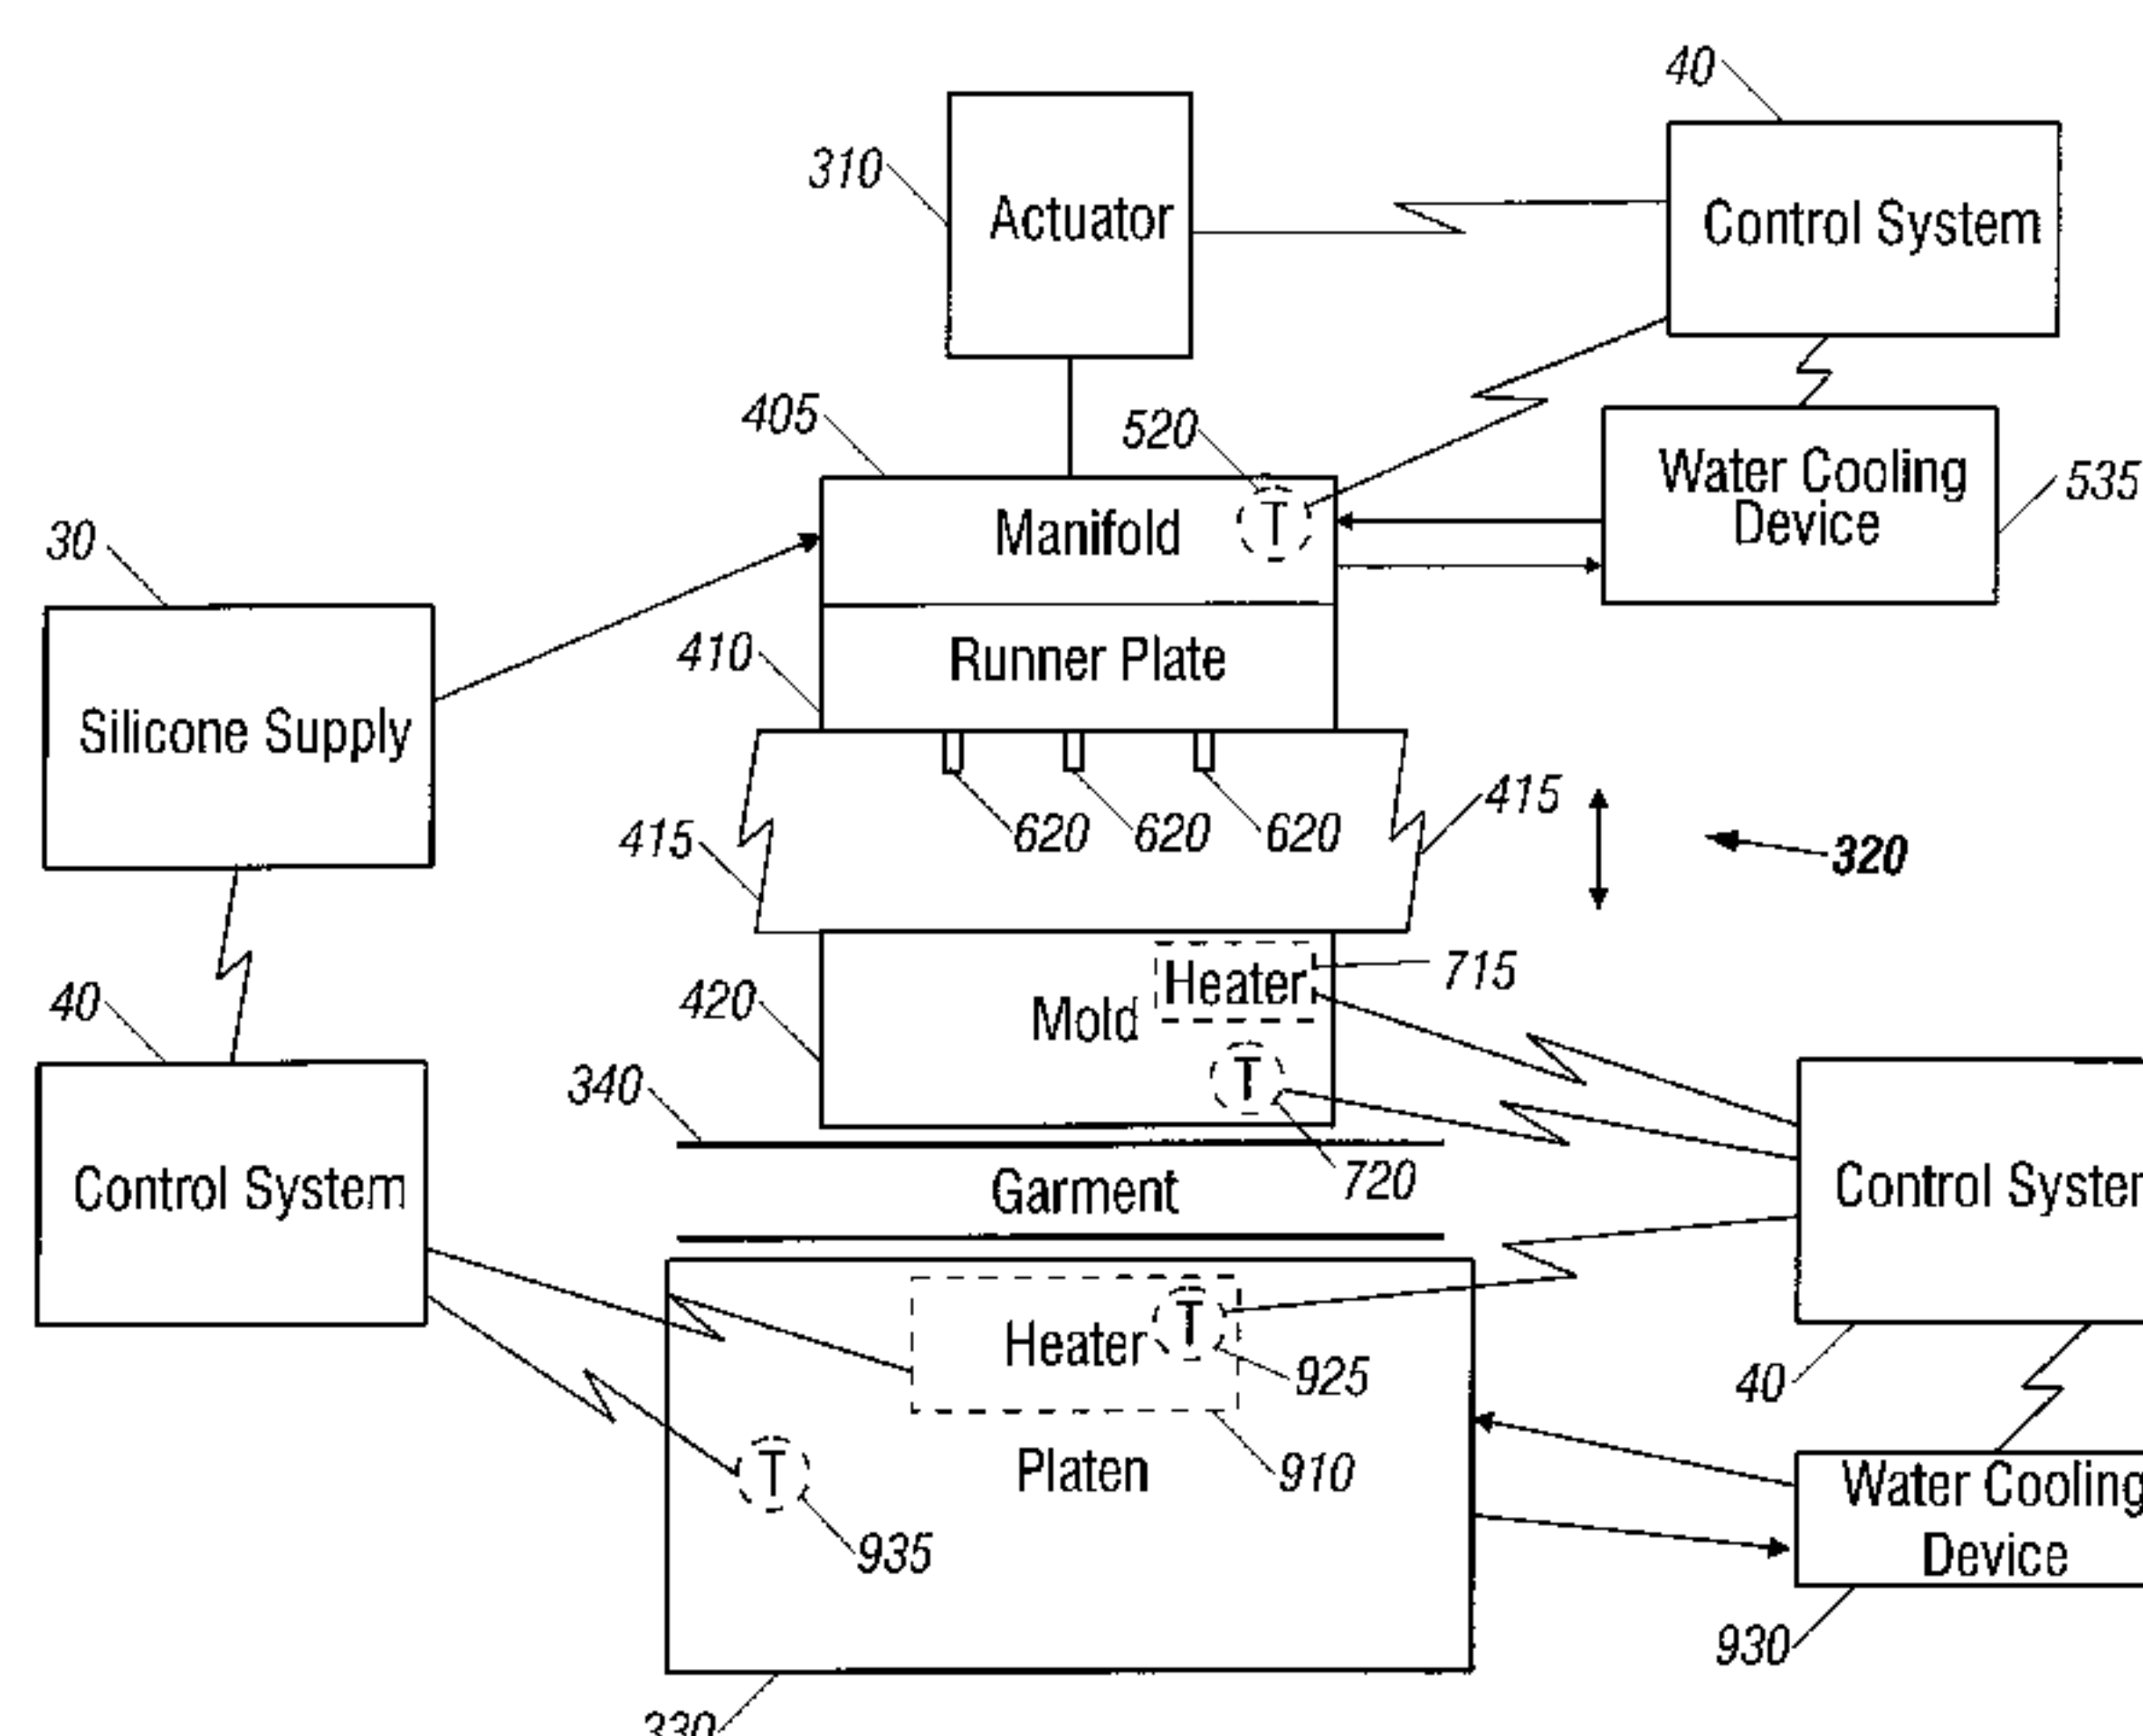 40
310
Actuator
Control System
405
520
Water Cooling
Device
535
Manifold
T
30
410
Runner Plate
Silicone Supply
620
620
620
415
415
320
Heater
715
420
Mold
T
40
340
720
Garment
Control System
Control System
Heater
T
925
40
Platen
910
T
935
Water Cooling
Device
930
330